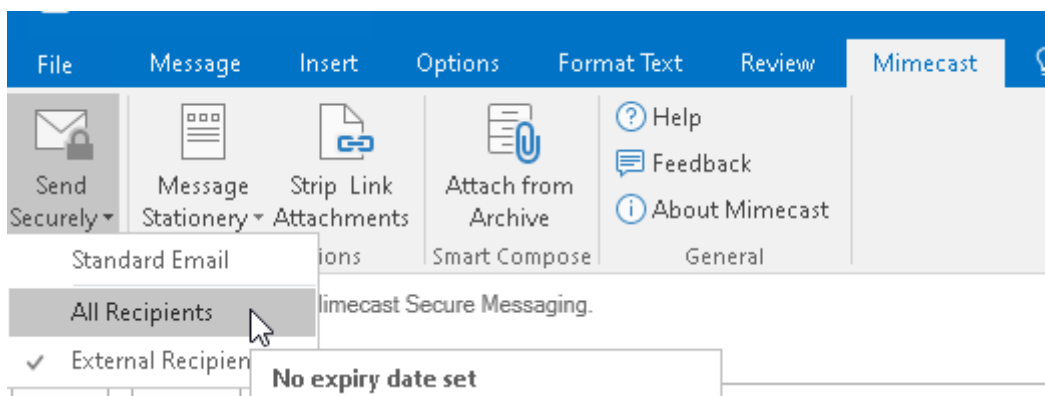 File Message Insert Options Format Text Review Mimecast
Help
Feedback
About Mimecast
Send Securely
Message Stationery
Strip Link Attachments
Attach from Archive
Smart Compose
General
Standard Email
All Recipients
Secure Messaging.
External
No expiry date set